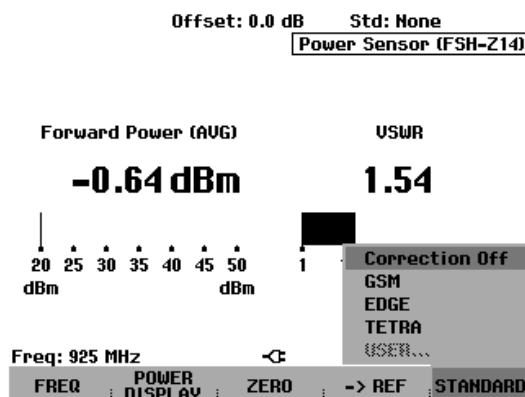 Offset: 0.0 dB Std: None
Power Sensor (FSH-Z14)
Forward Power (AVG) VSWR
-0.64 dBm 1.54
20 25 30 35 40 45 50 1
dBm dBm
Correction Off
GSM
EDGE
TETRA
USER...
Freq: 925 MHz
FREQ POWER DISPLAY ZERO -> REF STANDARD